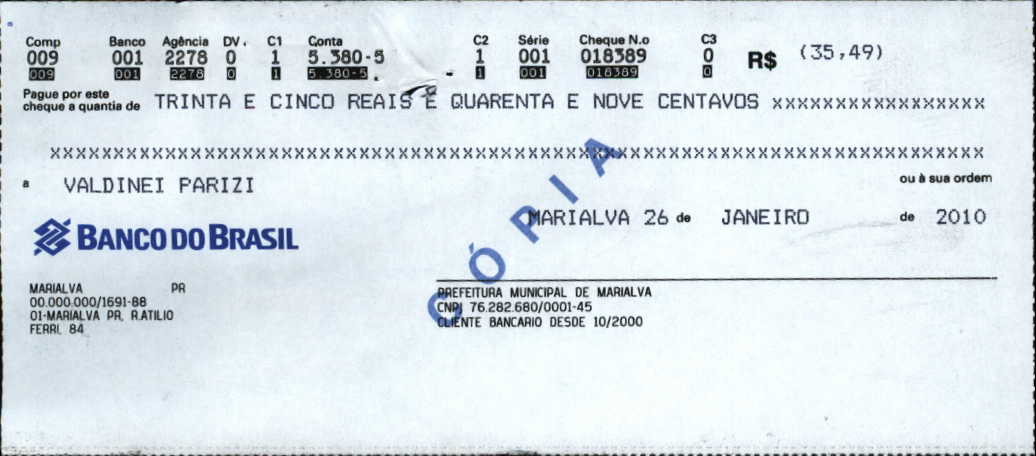 Comp Banco Agência DV. C1 Conta C2 Série Cheque N.o C3
009 001 2278 0 1 5.380-5 1 001 018389 0 R$ (35,49)
009 001 2278 0 1 5.380-5. - 1 001 018389 0
Pague por este
cheque a quantia de TRINTA E CINCO REAIS E QUARENTA E NOVE CENTAVOS xxxxxxxxxxxxxxxxxx
xxxxxxxxxxxxxxxxxxxxxxxxxxxxxxxxxxxxxxxxxxxxxxxxxxxxxxxxxxxxxxxxxxxxxxxxxxxxx
a VALDINEI PARIZI ou à sua ordem
MARIALVA 26 de JANEIRO de 2010
BANCO DO BRASIL
CÓPIA
MARIALVA PR
00.000.000/1691-88
01-MARIALVA PR. R.ATILIO
FERRI, 84
PREFEITURA MUNICIPAL DE MARIALVA
CNPJ 76.282.680/0001-45
CLIENTE BANCARIO DESDE 10/2000